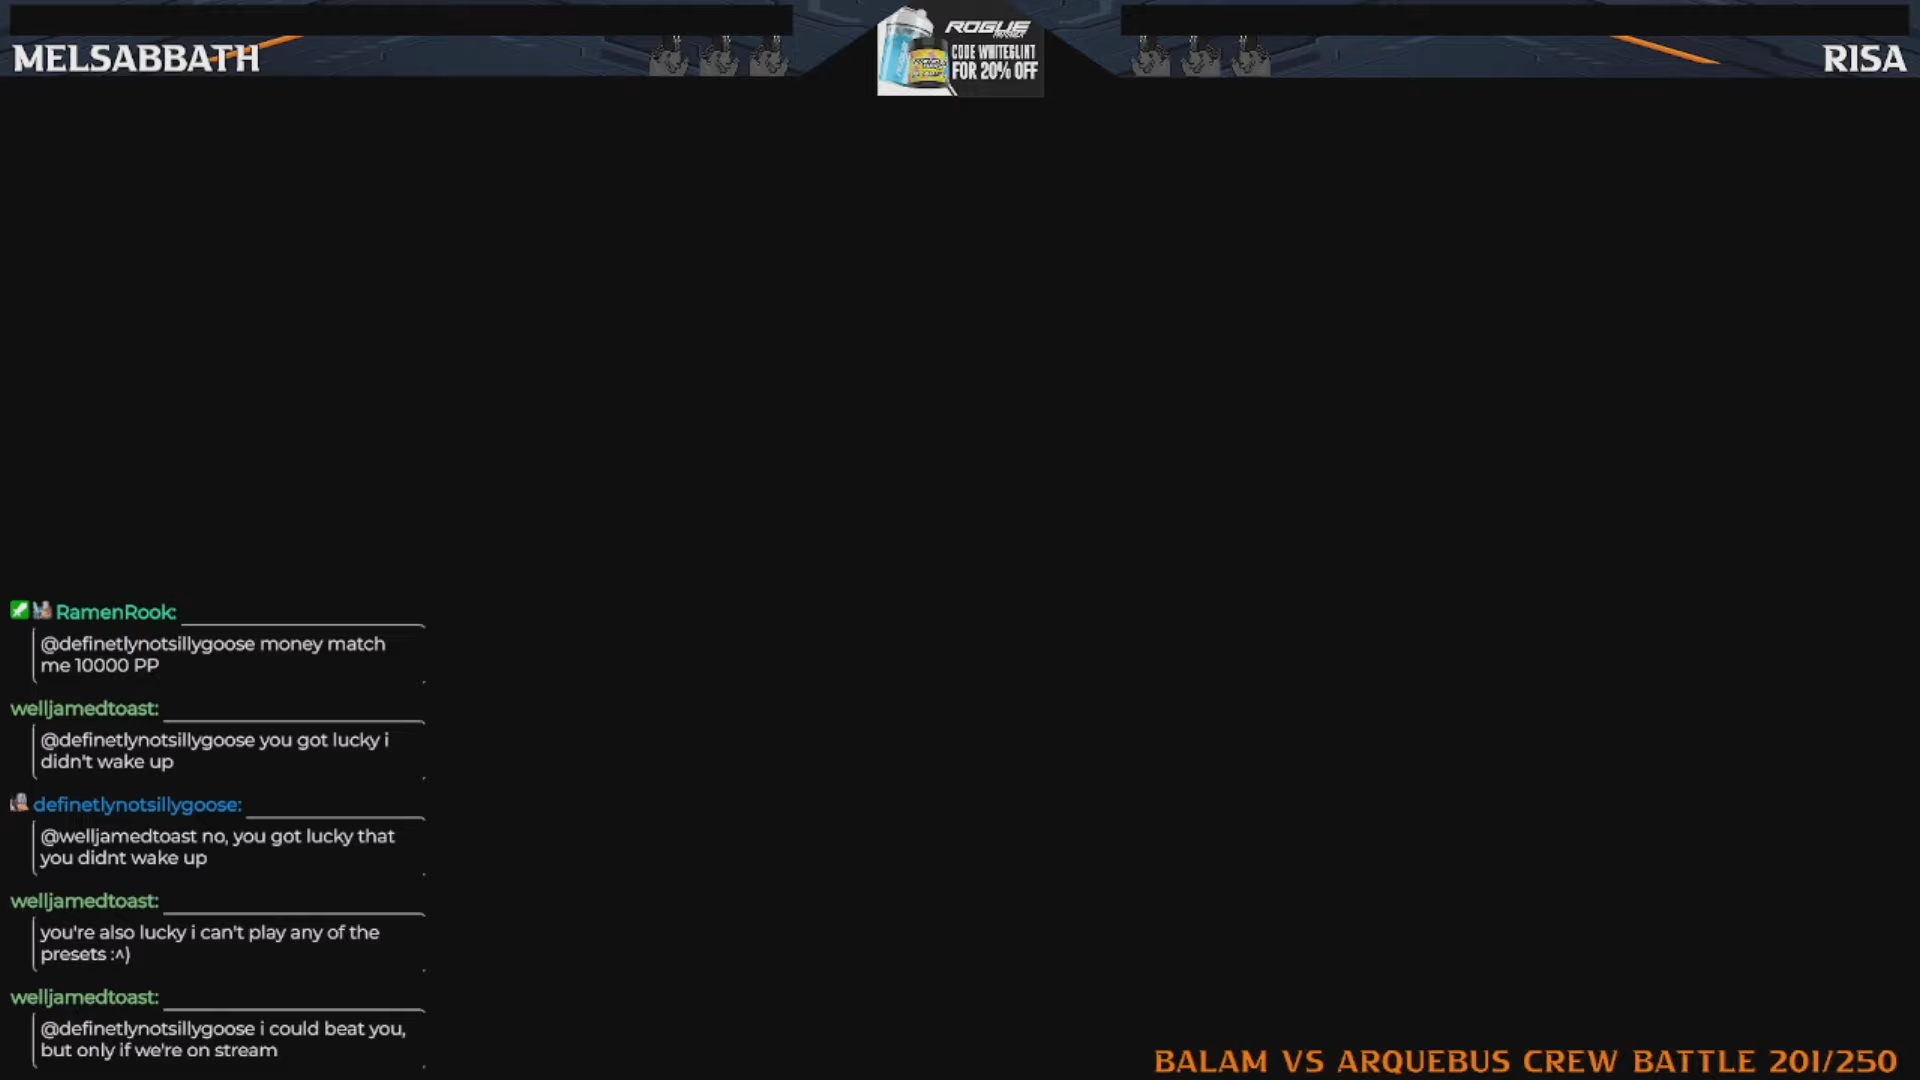 MELSABBATH
ROGUE
CODE WHITEGLINT
FOR 20% OFF
RISA
RamenRook:
@definetlynotsillygoose money match
me 10000 PP
welljamedtoast:
@definetlynotsillygoose you got lucky i
didn't wake up
definetlynotsillygoose:
@welljamedtoast no, you got lucky that
you didnt wake up
welljamedtoast:
you're also lucky i can't play any of the
presets :^)
welljamedtoast:
@definetlynotsillygoose i could beat you,
but only if we're on stream
BALAM VS ARQUEBUS CREW BATTLE 201/250